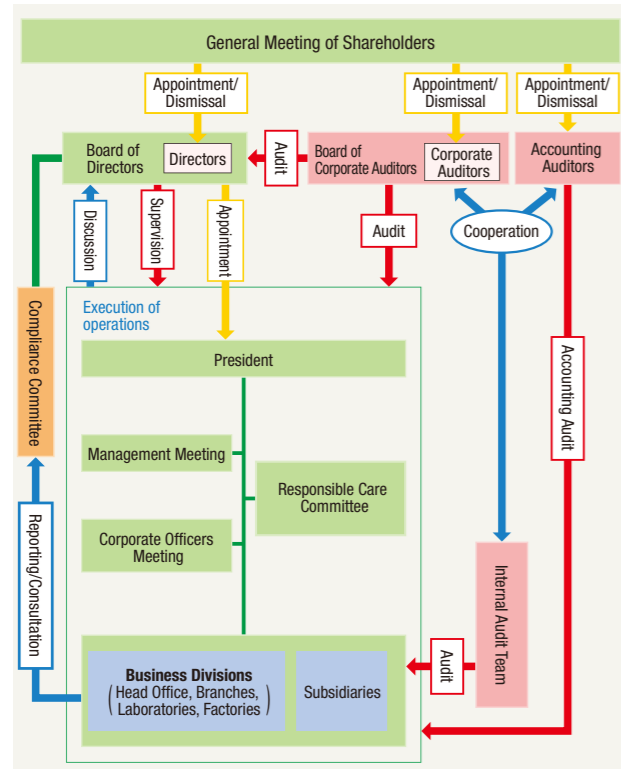 General Meeting of Shareholders
Appointment/
Dismissal
Appointment/
Dismissal
Appointment/
Dismissal
Board of
Directors
Directors
Audit
Board of
Corporate Auditors
Corporate
Auditors
Accounting
Auditors
Discussion
Supervision
Appointment
Audit
Cooperation
Compliance Committee
Execution of
operations
President
Accounting Audit
Management Meeting
Responsible Care
Committee
Corporate Officers
Meeting
Reporting/Consultation
Internal Audit Team
Business Divisions
(Head Office, Branches,
Laboratories, Factories)
Subsidiaries
Audit